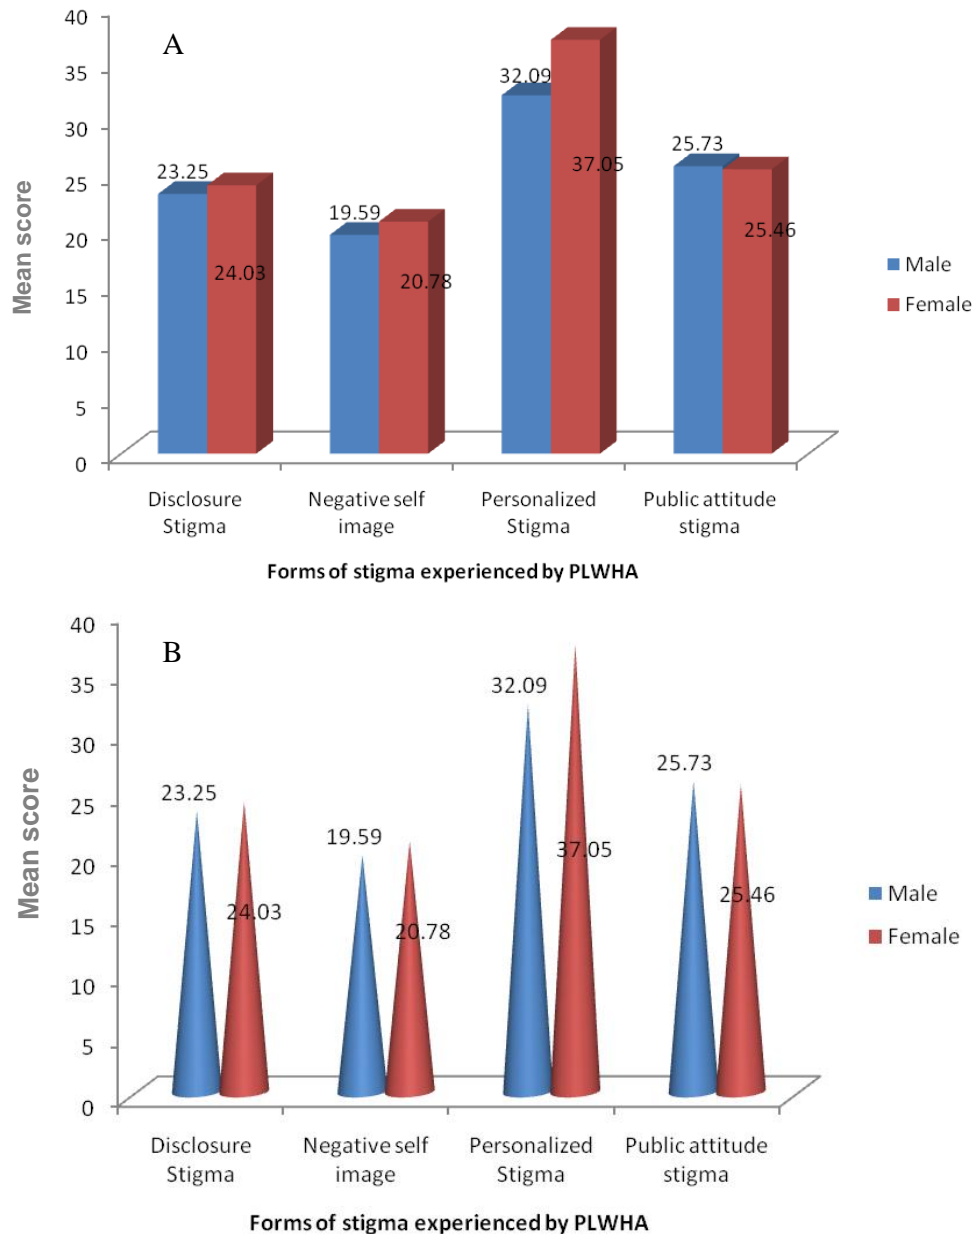 A
40
35
30
25
20
15
10
5
0
Mean score
23.25
24.03
19.59
20.78
32.09
37.05
25.73
25.46
Male
Female
Disclosure Stigma
Negative self image
Personalized Stigma
Public attitude stigma
Forms of stigma experienced by PLWHA
B
40
35
30
25
20
15
10
5
0
Mean score
23.25
24.03
19.59
20.78
32.09
37.05
25.73
25.46
Male
Female
Disclosure Stigma
Negative self image
Personalized Stigma
Public attitude stigma
Forms of stigma experienced by PLWHA